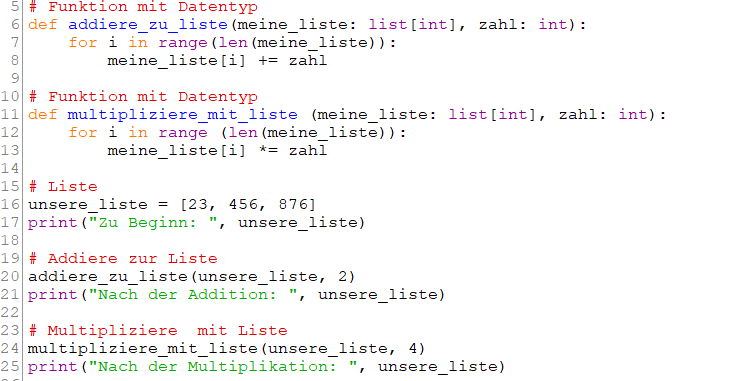 5 # Funktion mit Datentyp
6 def addiere_zu_liste(meine_liste: list[int], zahl: int):
7     for i in range(len(meine_liste)):
8         meine_liste[i] += zahl
9
10 # Funktion mit Datentyp
11 def multipliziere_mit_liste (meine_liste: list[int], zahl: int):
12     for i in range (len(meine_liste)):
13         meine_liste[i] *= zahl
14
15 # Liste
16 unsere_liste = [23, 456, 876]
17 print("Zu Beginn: ", unsere_liste)
18
19 # Addiere zur Liste
20 addiere_zu_liste(unsere_liste, 2)
21 print("Nach der Addition: ", unsere_liste)
22
23 # Multipliziere  mit Liste
24 multipliziere_mit_liste(unsere_liste, 4)
25 print("Nach der Multiplikation: ", unsere_liste)